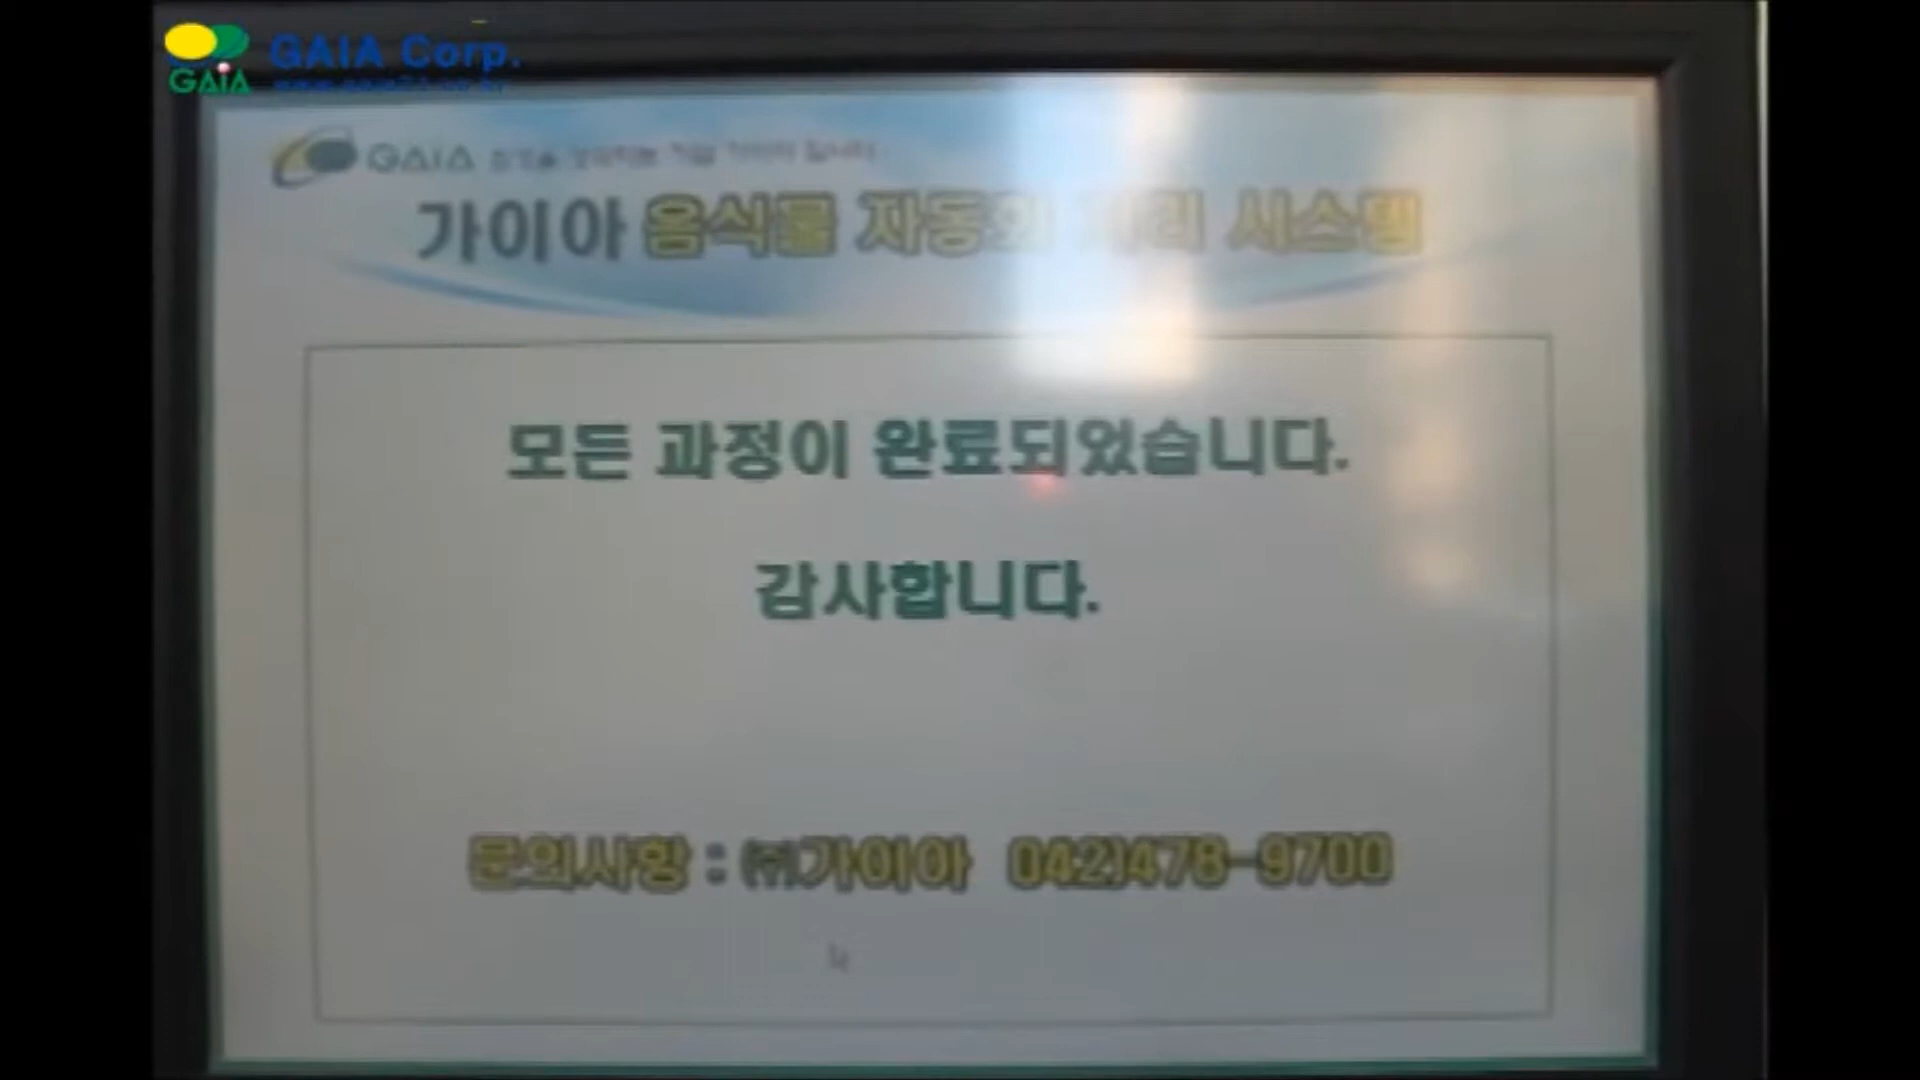 GAIA Corp.
GAIA
GAIA
가이아 음식물 자동화 처리 시스템
모든 과정이 완료되었습니다.
감사합니다.
문의사항 : ㈜가이아 042)478-9700